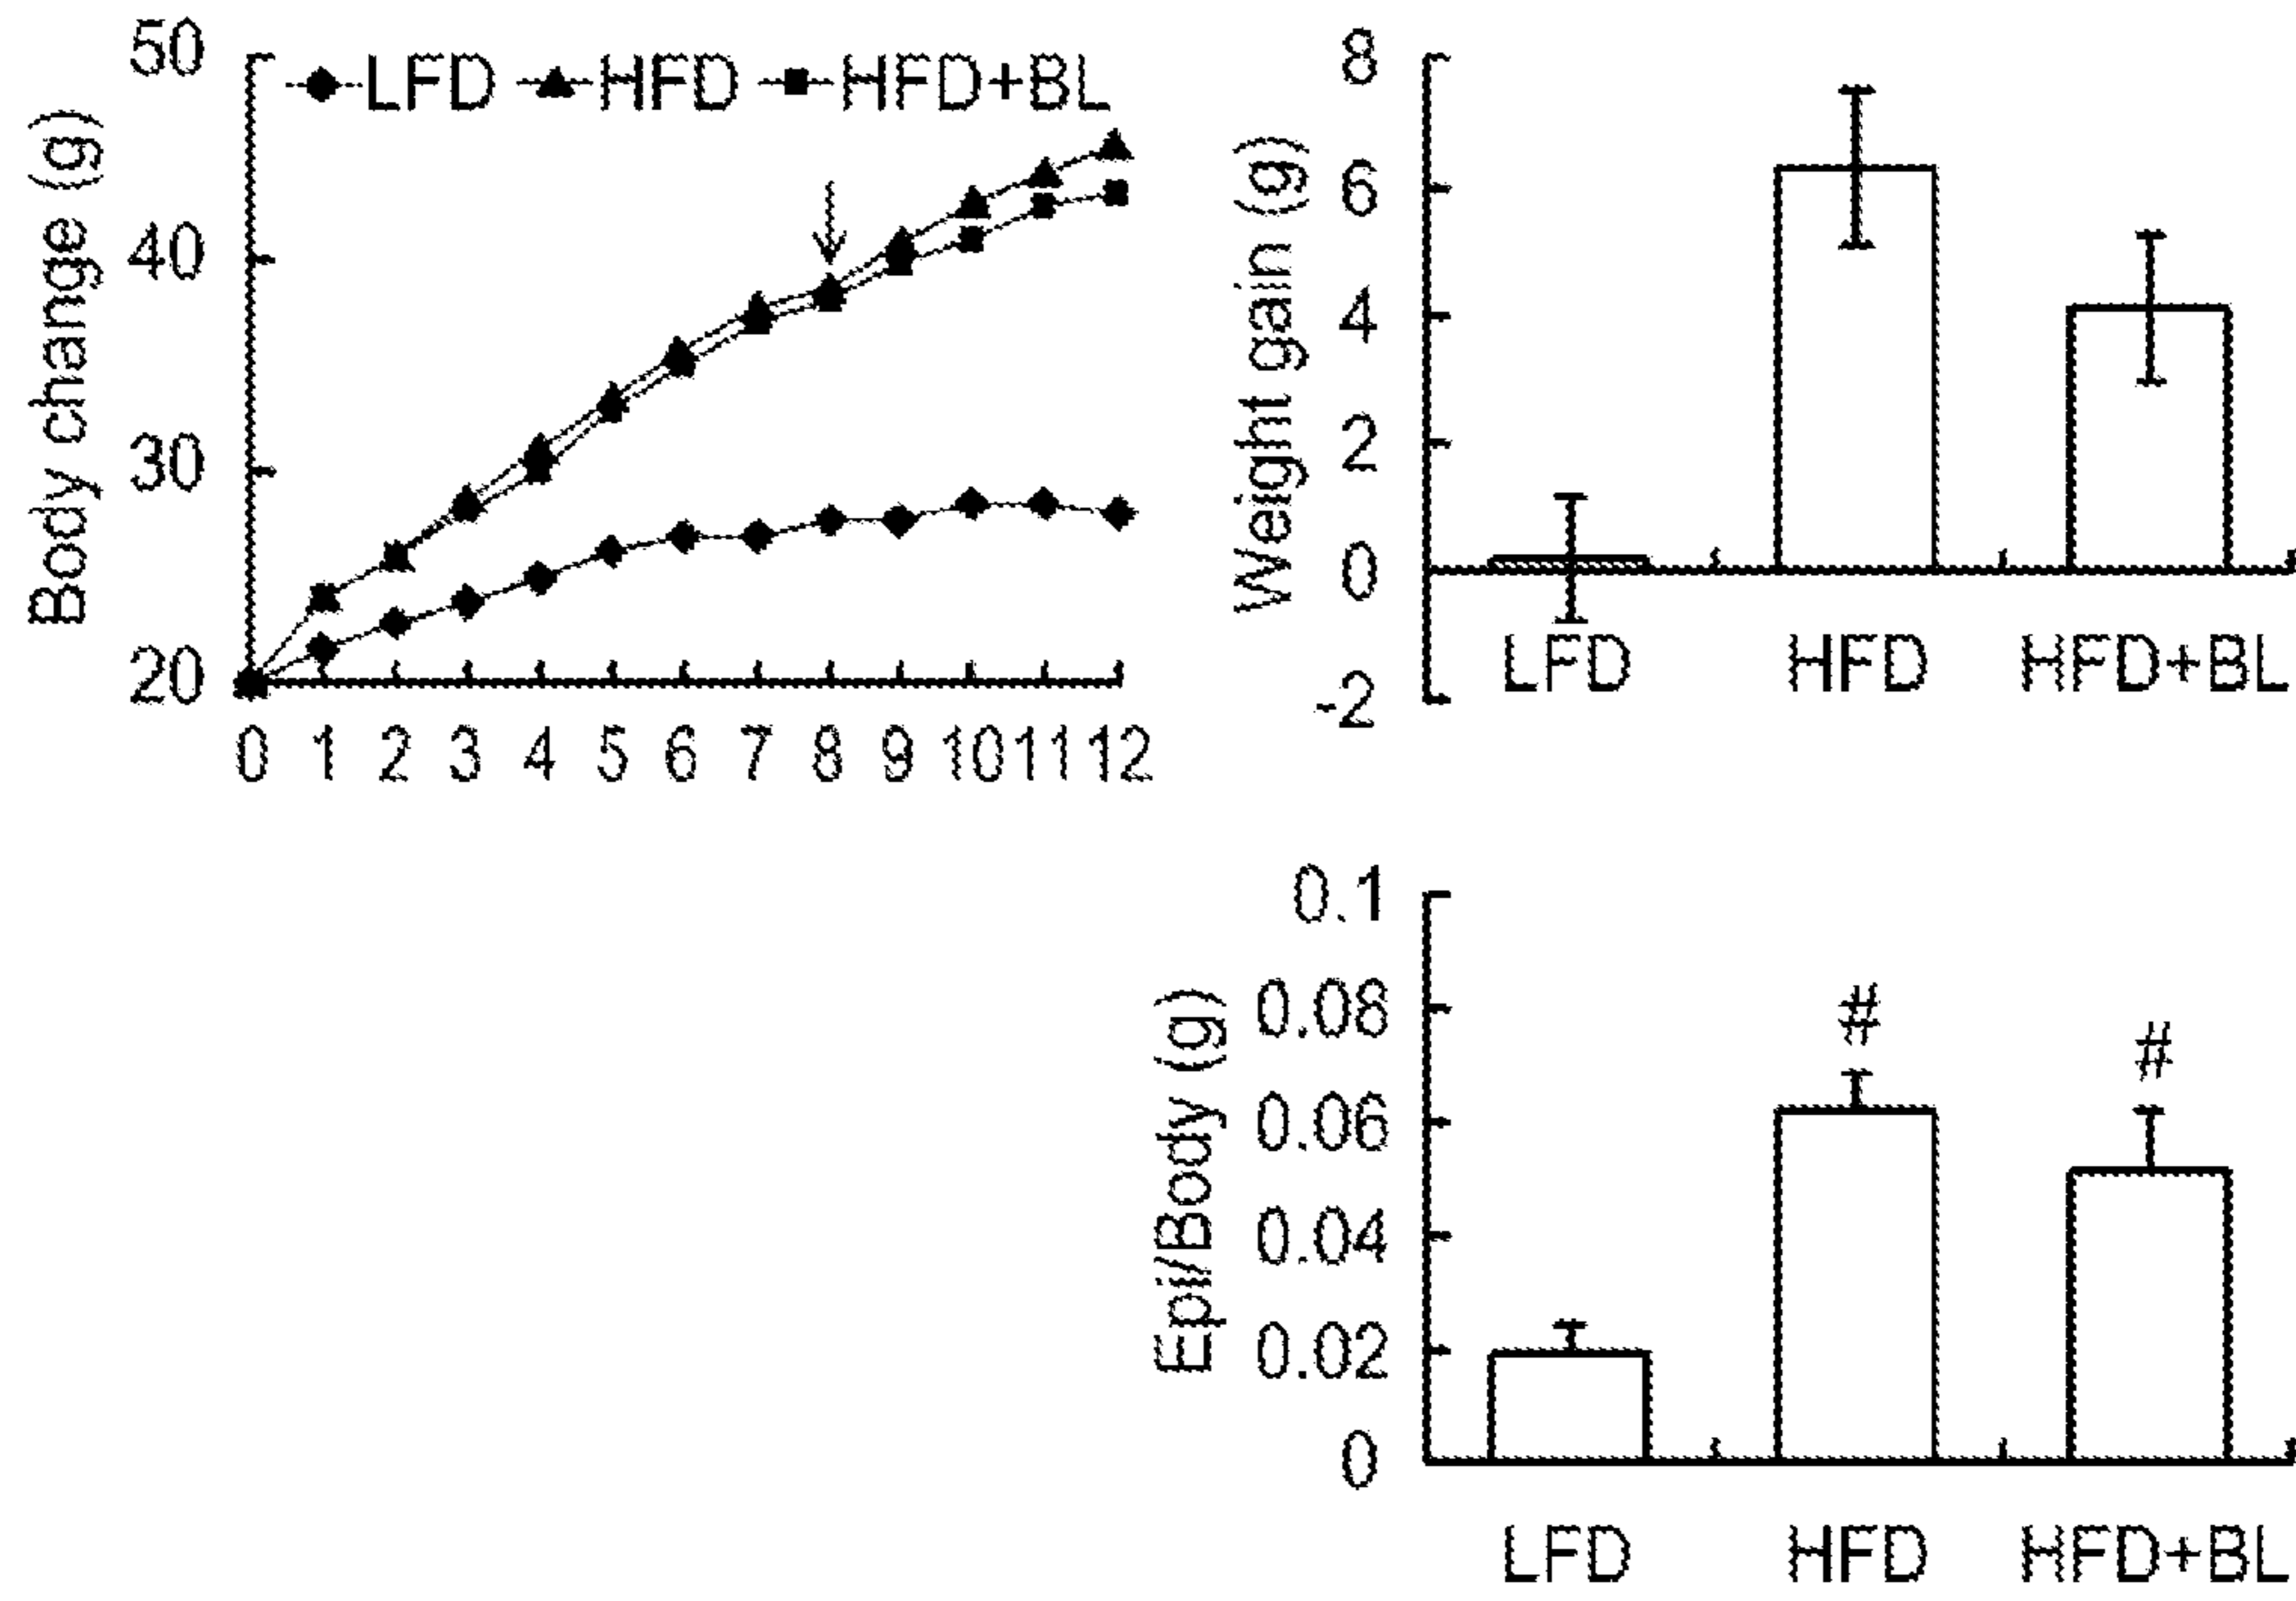 Body change (g)
50
40
30
20
LFD HFD HFD+BL
0 1 2 3 4 5 6 7 8 9 10 11 12
Weight gain (g)
8
6
4
2
0
-2
LFD HFD HFD+BL
Epi/Body (g)
0.1
0.08
0.06
0.04
0.02
0
# #
LFD HFD HFD+BL